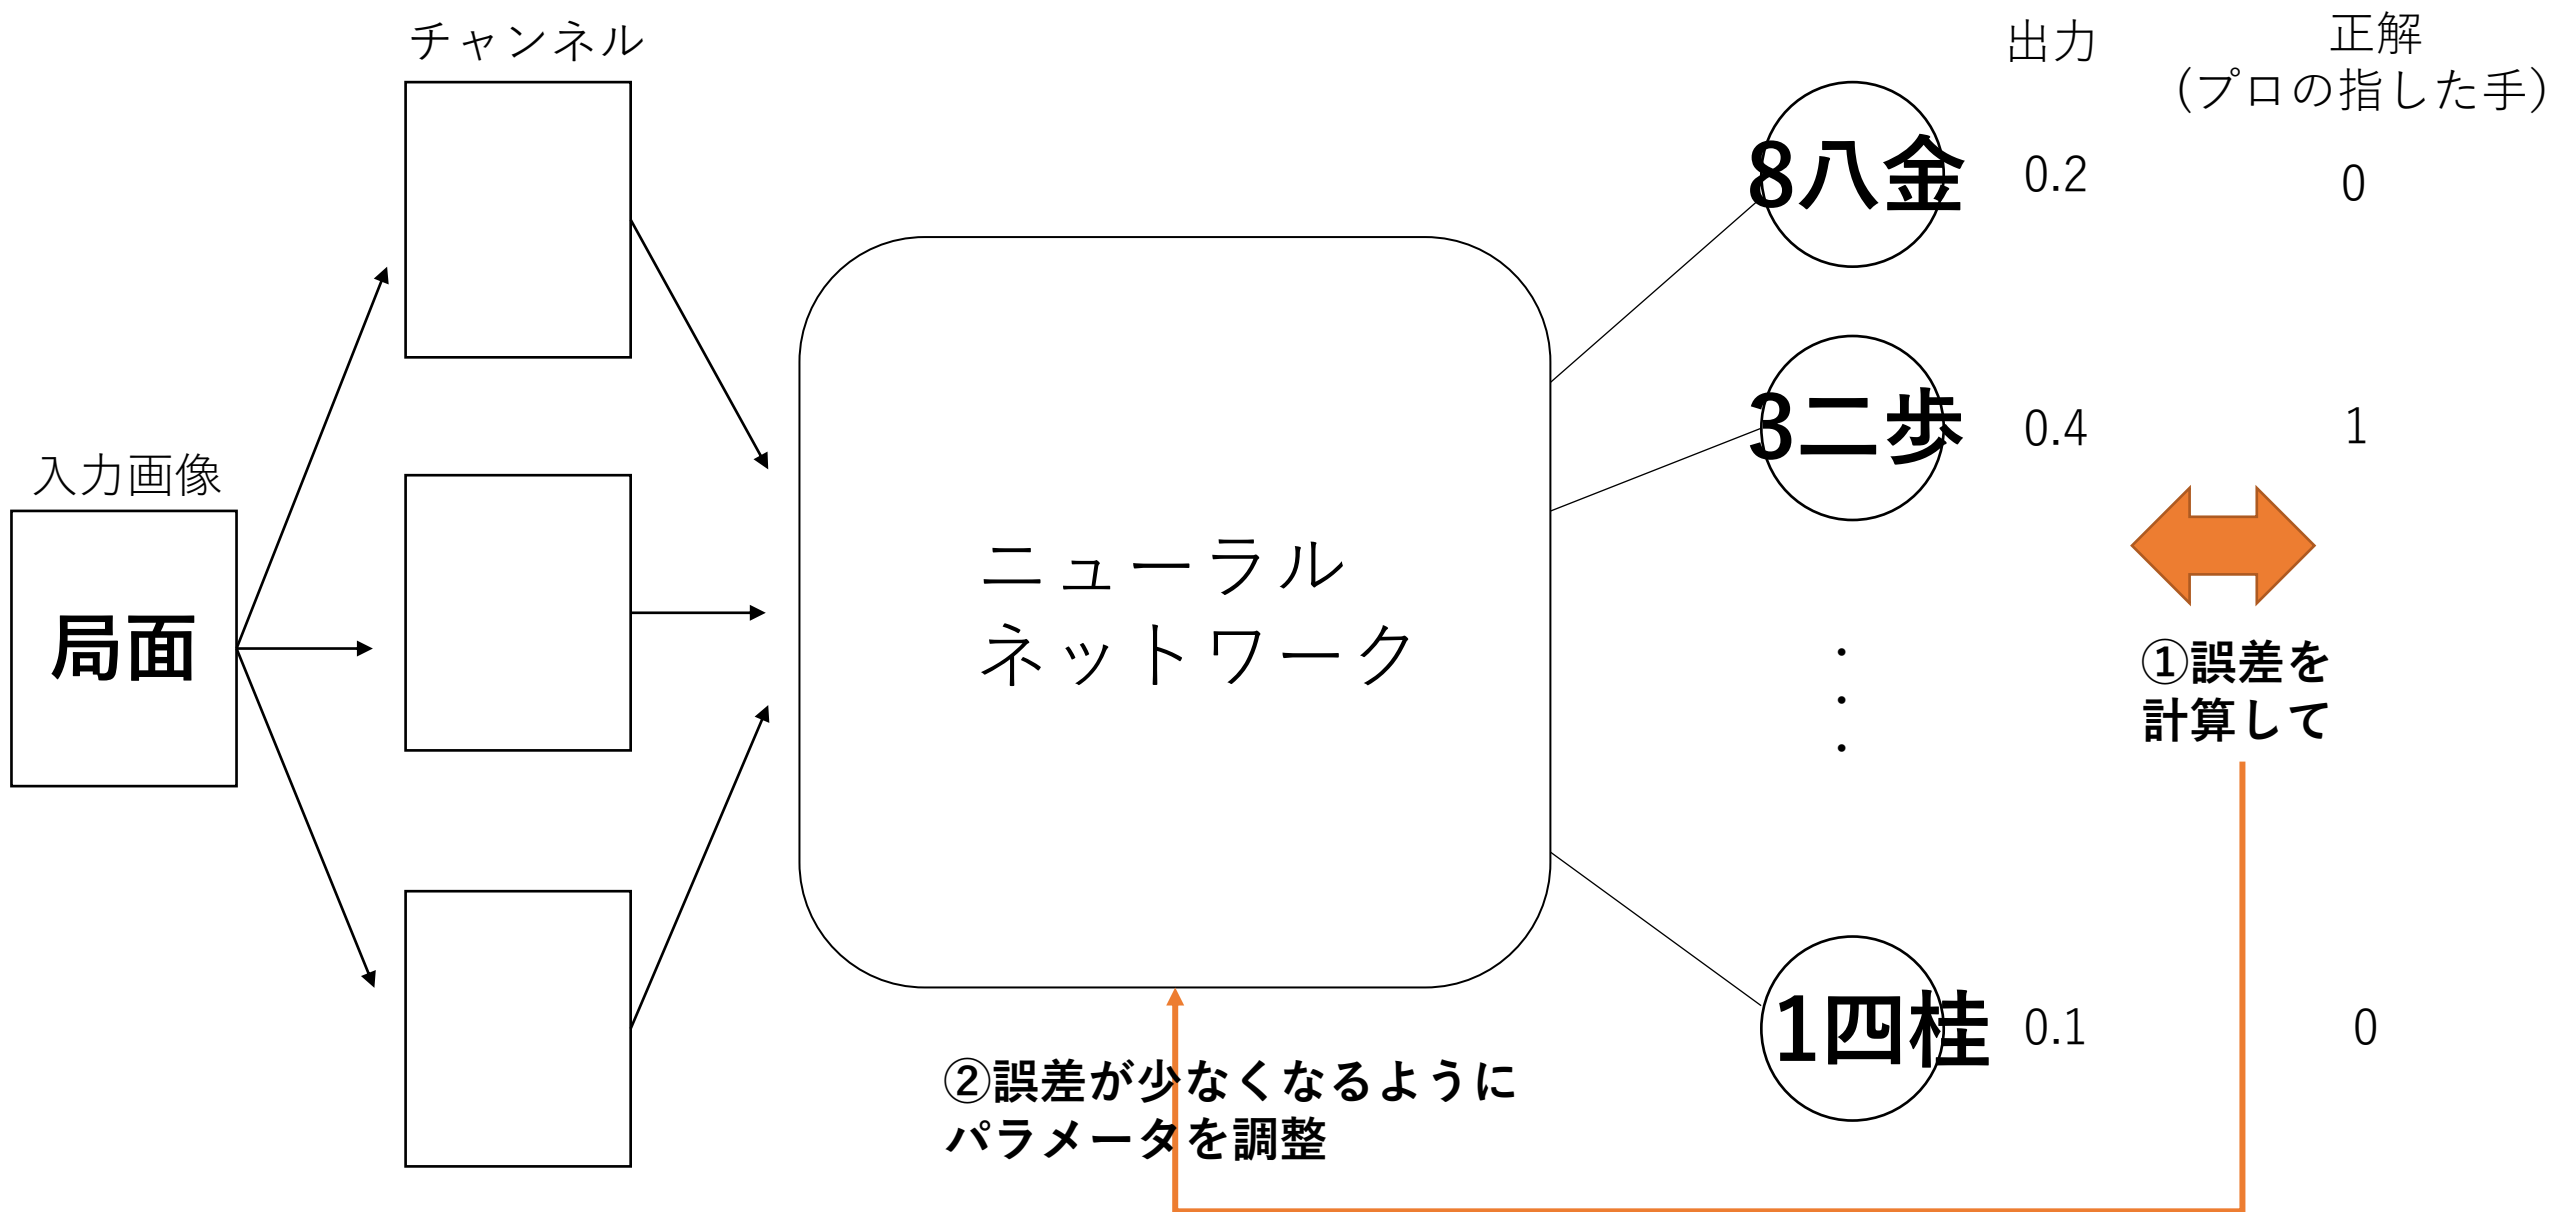 チャンネル
入力画像
局面
ニューラル
ネットワーク
出力
正解
（プロの指した手）
8八金
0.2
0
3二歩
0.4
1
・
・
・
1四桂
0.1
0
①誤差を
計算して
②誤差が少なくなるように
パラメータを調整